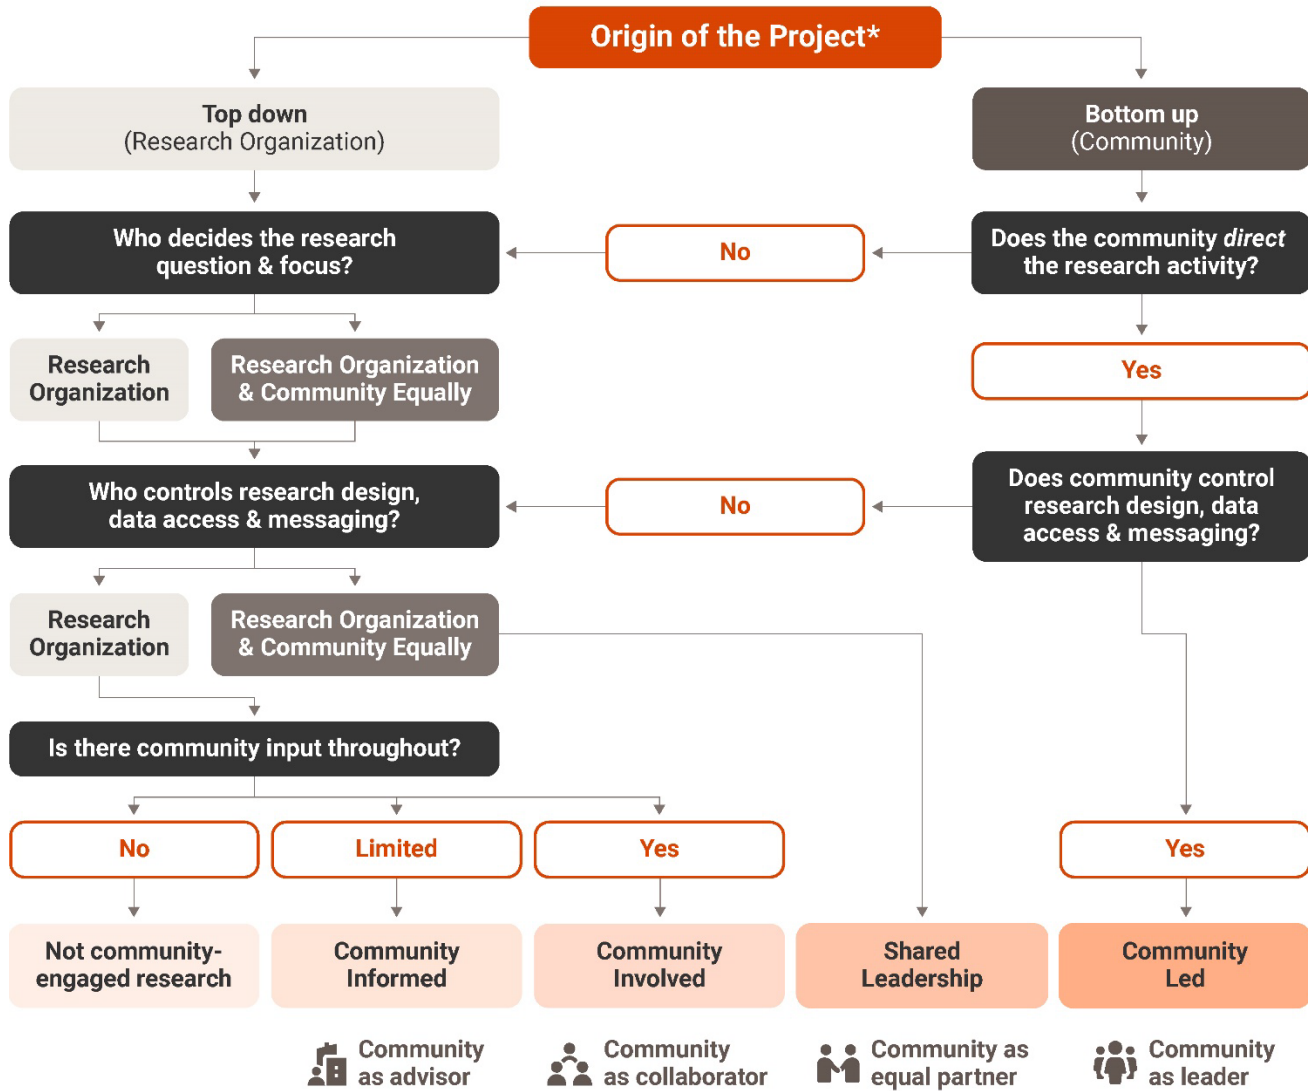 Origin of the Project*
Top down
(Research Organization)
Bottom up
(Community)
Who decides the research
question & focus?
No
Does the community direct
the research activity?
Research
Organization
Research Organization
& Community Equally
Yes
Who controls research design,
data access & messaging?
No
Does community control
research design, data
access & messaging?
Research
Organization
Research Organization
& Community Equally
Is there community input throughout?
No
Limited
Yes
Yes
Not community-
engaged research
Community
Informed
Community
Involved
Shared
Leadership
Community
Led
Community
as advisor
Community
as collaborator
Community as
equal partner
Community
as leader